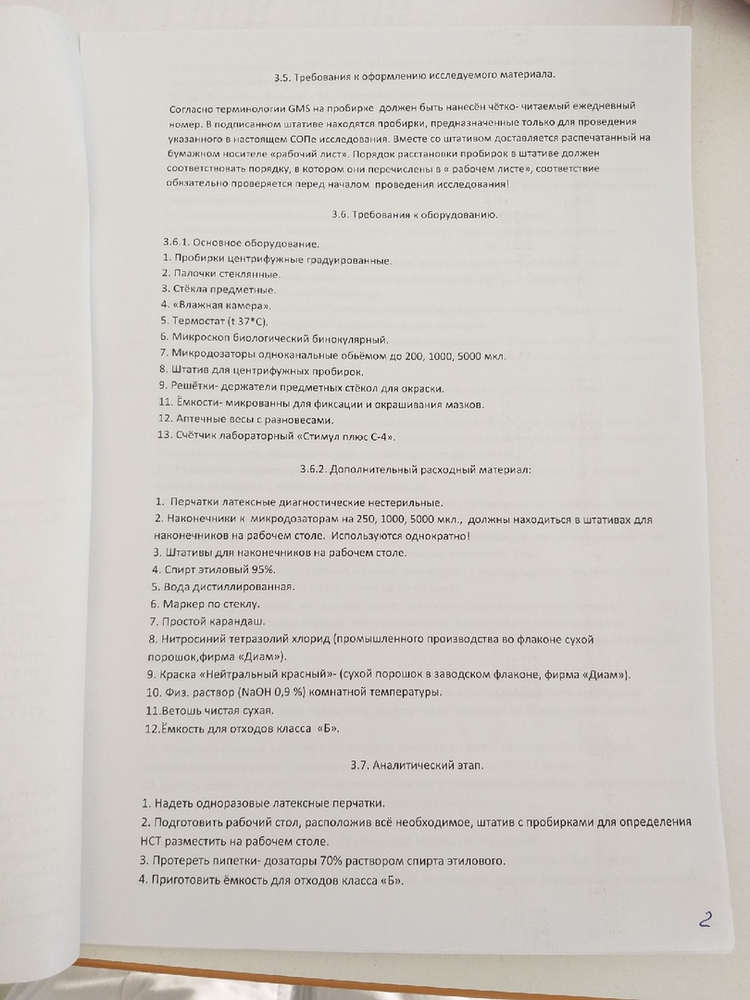 3.5. Требования к оформлению исследуемого материала.
Согласно терминологии GMS на пробирке должен быть нанесён чётко- читаемый ежедневный
номер. В подписанном штативе находятся пробирки, предназначенные только для проведения
указанного в настоящем СОПе исследования. Вместе со штативом доставляется распечатанный на
бумажном носителе «рабочий лист». Порядок расстановки пробирок в штативе должен
соответствовать порядку, в котором они перечислены в « рабочем листе», соответствие
обязательно проверяется перед началом проведения исследования!
3.6. Требования к оборудованию.
3.6.1. Основное оборудование.
1. Пробирки центрифужные градуированные.
2. Палочки стеклянные.
3. Стёкла предметные.
4. «Влажная камера».
5. Термостат (t 37*С).
6. Микроскоп биологический бинокулярный.
7. Микродозаторы одноканальные обьёмом до 200, 1000, 5000 мкл.
8. Штатив для центрифужных пробирок.
9. Решётки- держатели предметных стёкол для окраски.
11. Ёмкости- микрованны для фиксации и окрашивания мазков.
12. Аптечные весы с разновесами.
13. Счётчик лабораторный «Стимул плюс С-4».
3.6.2. Дополнительный расходный материал:
1. Перчатки латексные диагностические нестерильные.
2. Наконечники к микродозаторам на 250, 1000, 5000 мкл., должны находиться в штативах для
наконечников на рабочем столе. Используются однократно!
3. Штативы для наконечников на рабочем столе.
4. Спирт этиловый 95%.
5. Вода дистиллированная.
6. Маркер по стеклу.
7. Простой карандаш.
8. Нитросиний тетразолий хлорид (промышленного производства во флаконе сухой
порошок,фирма «Диам»).
9. Краска «Нейтральный красный»- (сухой порошок в заводском флаконе, фирма «Диам»).
10. Физ. раствор (NaOH 0,9 %) комнатной температуры.
11.Ветошь чистая сухая.
12.Ёмкость для отходов класса «Б».
3.7. Аналитический этап.
1. Надеть одноразовые латексные перчатки.
2. Подготовить рабочий стол, расположив всё необходимое, штатив с пробирками для определения
НСТ разместить на рабочем столе.
3. Протереть пипетки- дозаторы 70% раствором спирта этилового.
4. Приготовить ёмкость для отходов класса «Б».
2